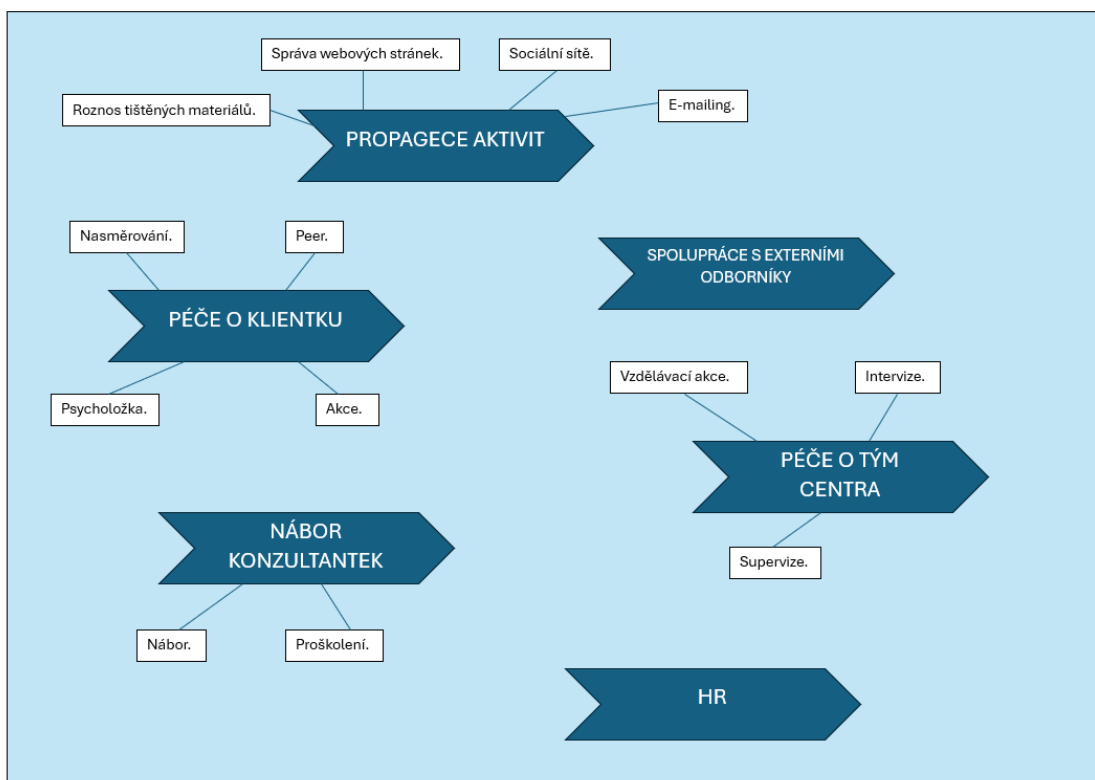 Správa webových stránek.
Sociální sítě.
Roznos tištěných materiálů.
E-mailing.
PROPAGECE AKTIVIT
Nasměrování.
Peer.
SPOLUPRÁCE S EXTERNÍMI
ODBORNÍKY
PÉČE O KLIENTKU
Psycholožka.
Akce.
Vzdělávací akce.
Intervize.
PÉČE O TÝM
CENTRA
Supervize.
NÁBOR
KONZULTANTEK
Nábor.
Proškolení.
HR